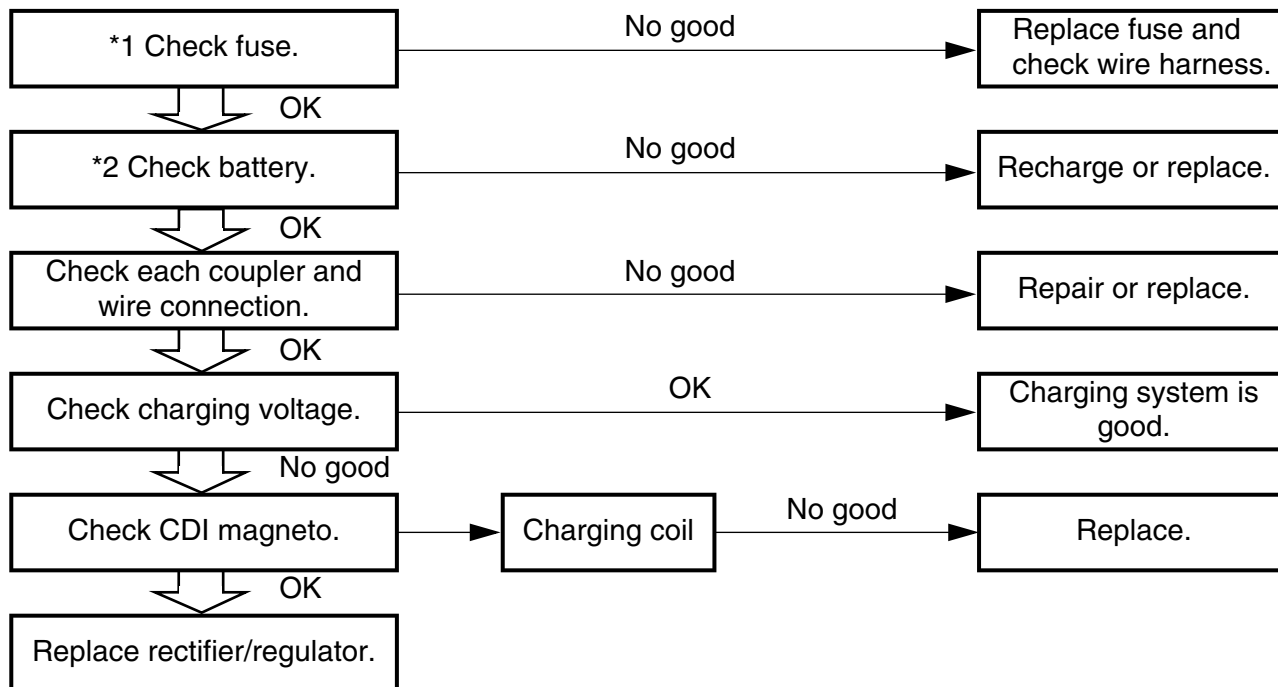 *1 Check fuse.
No good
Replace fuse and
check wire harness.
OK
*2 Check battery.
No good
Recharge or replace.
OK
Check each coupler and
wire connection.
No good
Repair or replace.
OK
Check charging voltage.
OK
Charging system is
good.
No good
Check CDI magneto.
Charging coil
No good
Replace.
OK
Replace rectifier/regulator.